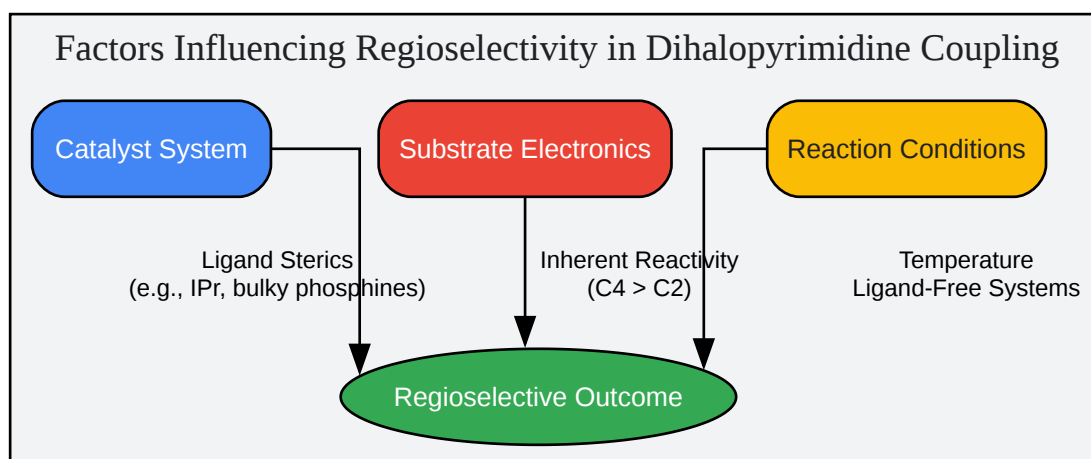 Factors Influencing Regioselectivity in Dihalopyrimidine Coupling
Catalyst System
Substrate Electronics
Reaction Conditions
Ligand Sterics
(e.g., IPr, bulky phosphines)
Inherent Reactivity
(C4 > C2)
Temperature
Ligand-Free Systems
Regioselective Outcome